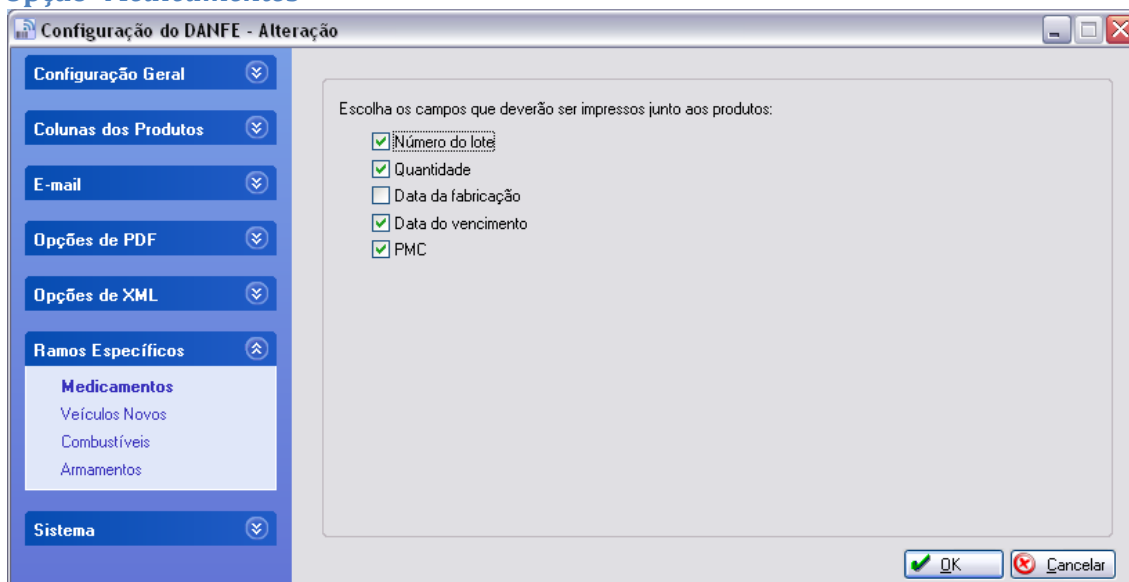 Opção Medicamentos
Configuração do DANFE - Alteração
Configuração Geral
Colunas dos Produtos
E-mail
Opções de PDF
Opções de XML
Ramos Específicos
Medicamentos
Veículos Novos
Combustíveis
Armamentos
Sistema
Escolha os campos que deverão ser impressos junto aos produtos:
Número do lote
Quantidade
Data da fabricação
Data do vencimento
PMC
OK
Cancelar